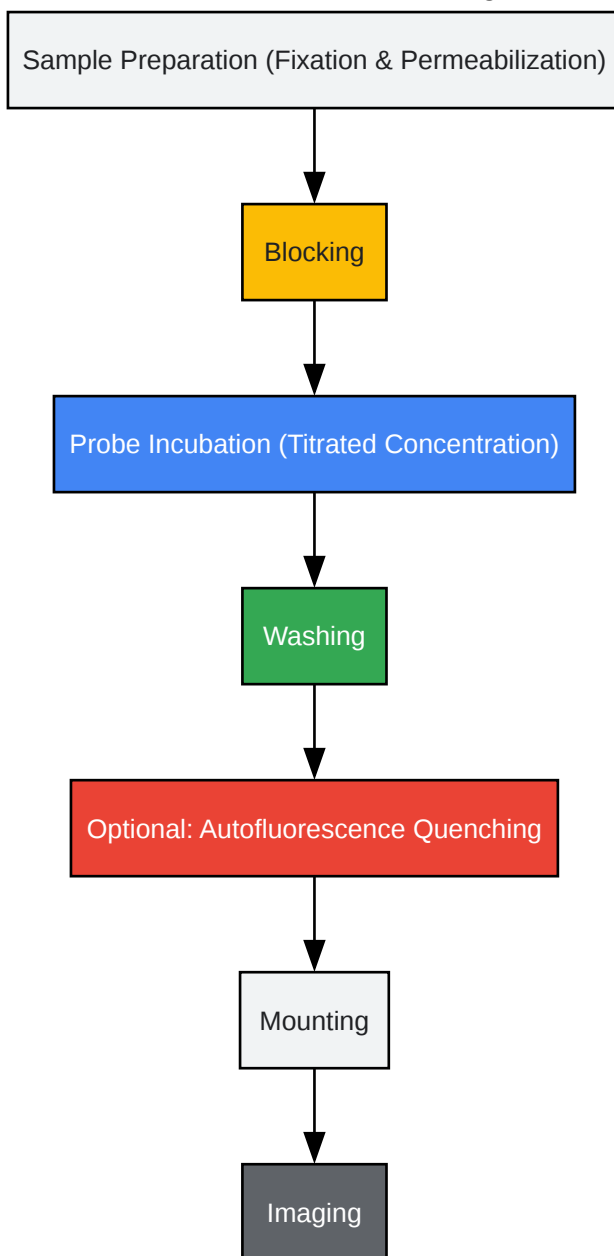 Sample Preparation (Fixation & Permeabilization)
Blocking
Probe Incubation (Titrated Concentration)
Washing
Optional: Autofluorescence Quenching
Mounting
Imaging